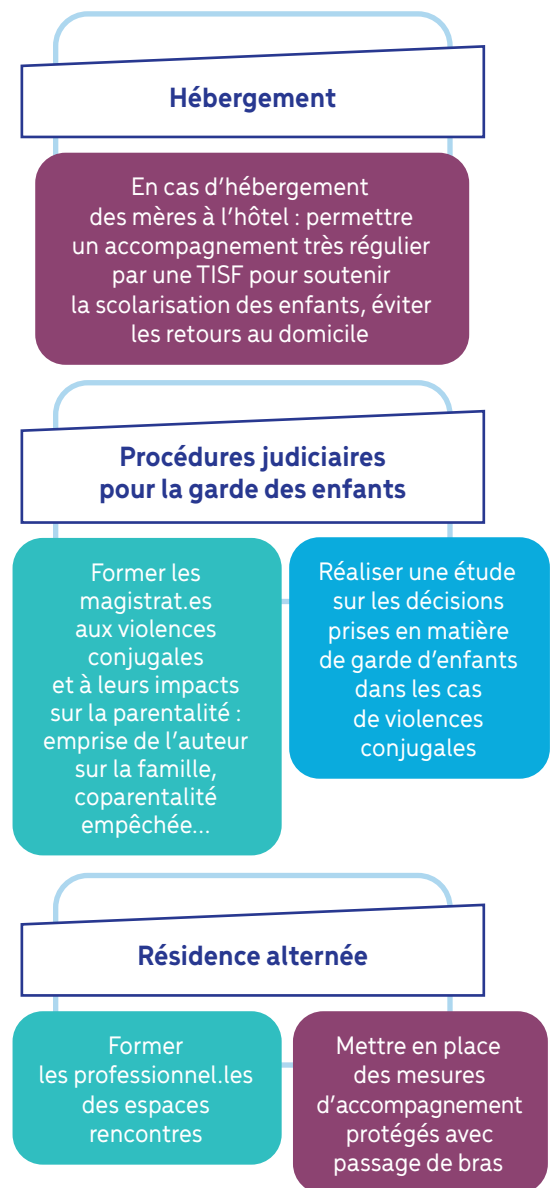 Hébergement
En cas d’hébergement
des mères à l’hôtel : permettre
un accompagnement très régulier
par une TISF pour soutenir
la scolarisation des enfants, éviter
les retours au domicile
Procédures judiciaires
pour la garde des enfants
Former les
magistrat.es
aux violences
conjugales
et à leurs impacts
sur la parentalité :
emprise de l’auteur
sur la famille,
coparentalité
empêchée...
Réaliser une étude
sur les décisions
prises en matière
de garde d’enfants
dans les cas
de violences
conjugales
Résidence alternée
Former
les professionnel.les
des espaces
rencontres
Mettre en place
des mesures
d’accompagnement
protégés avec
passage de bras